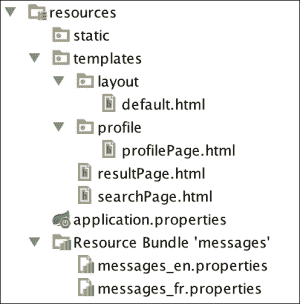 resources
static
templates
layout
default.html
profile
profilePage.html
resultPage.html
searchPage.html
application.properties
Resource Bundle 'messages'
messages_en.properties
messages_fr.properties